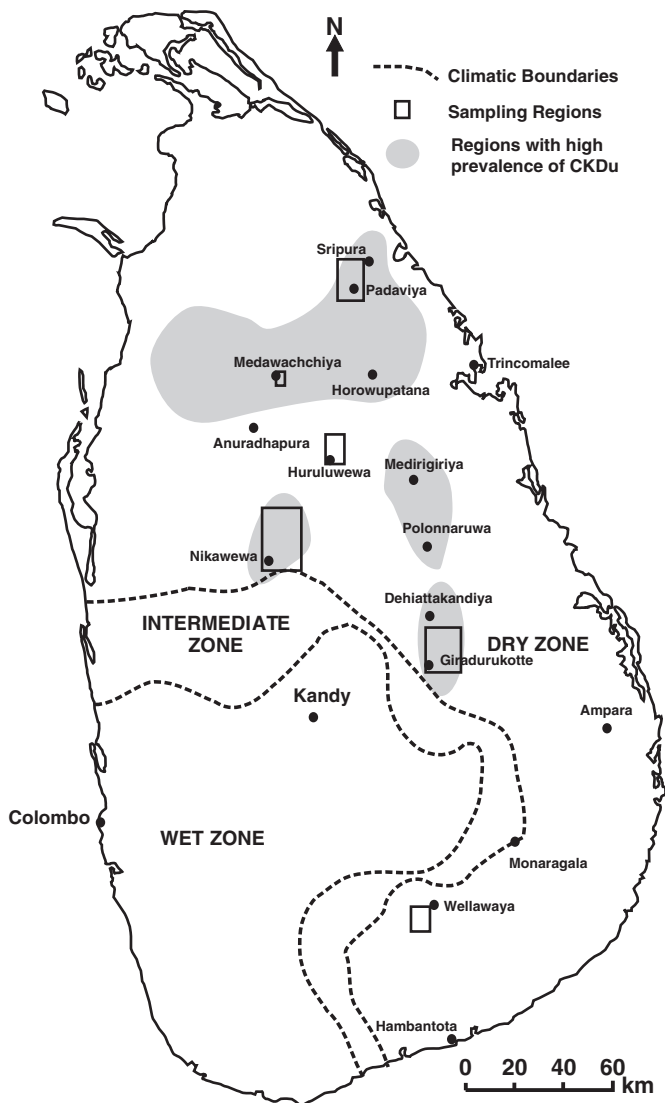 N
Climatic Boundaries
Sampling Regions
Regions with high
prevalence of CKDu
Sripura
Padaviya
Medawachchiya
Horowupatana
Trincomalee
Anuradhapura
Huruluwewa
Medirigiriya
Polonnaruwa
Nikawewa
Dehiattakandiya
INTERMEDIATE
ZONE
DRY ZONE
Giradurukotte
Kandy
Ampara
Colombo
WET ZONE
Monaragala
Wellawaya
Hambantota
0 20 40 60
km